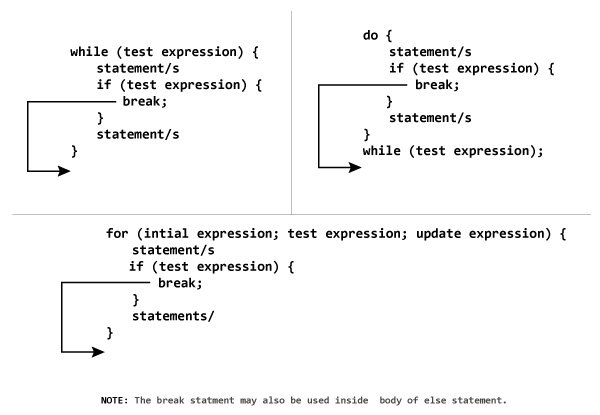 while (test expression) {
statement/s
if (test expression) {
break;
}
statement/s
}
do {
statement/s
if (test expression) {
break;
}
statement/s
}
while (test expression);
for (intial expression; test expression; update expression) {
statement/s
if (test expression) {
break;
}
statements/
}
NOTE: The break statment may also be used inside body of else statement.